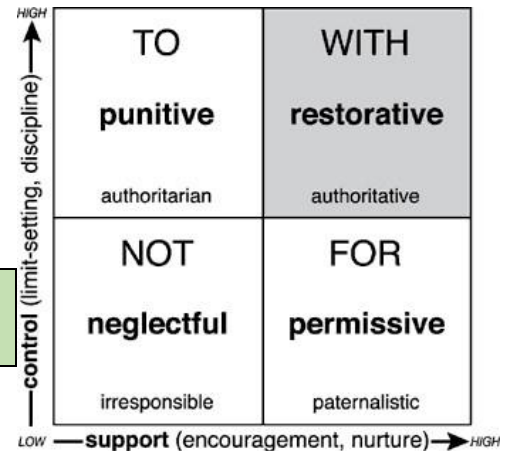 HIGH
control (limit-setting, discipline)
TO
punitive
authoritarian
WITH
restorative
authoritative
NOT
neglectful
irresponsible
FOR
permissive
paternalistic
LOW
support (encouragement, nurture)
HIGH